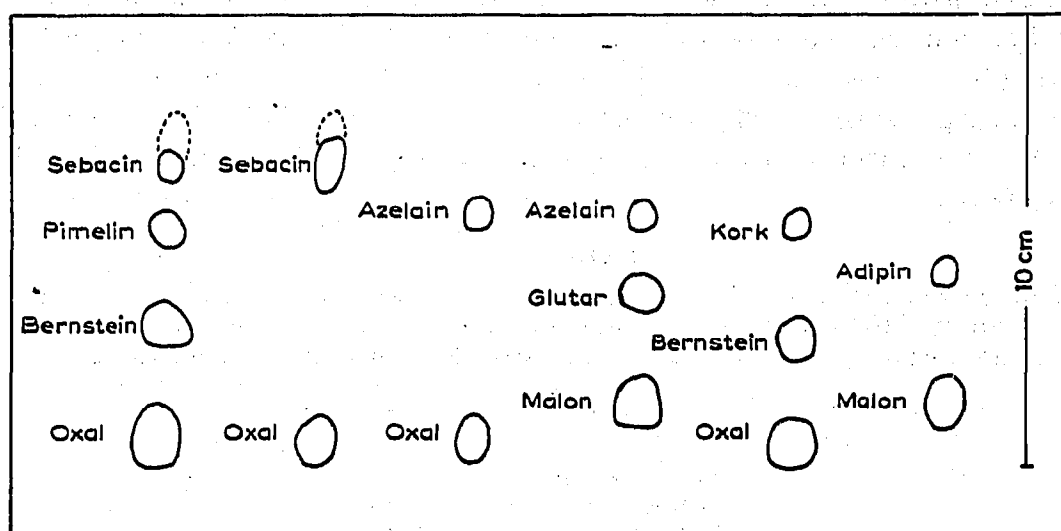 Sebacin
Sebacin
Azelain
Azelain
Pimelin
Kork
10 cm
Adipin
Glutar
Bernstein
Bernstein
Malon
Malon
Oxal
Oxal
Oxal
Oxal